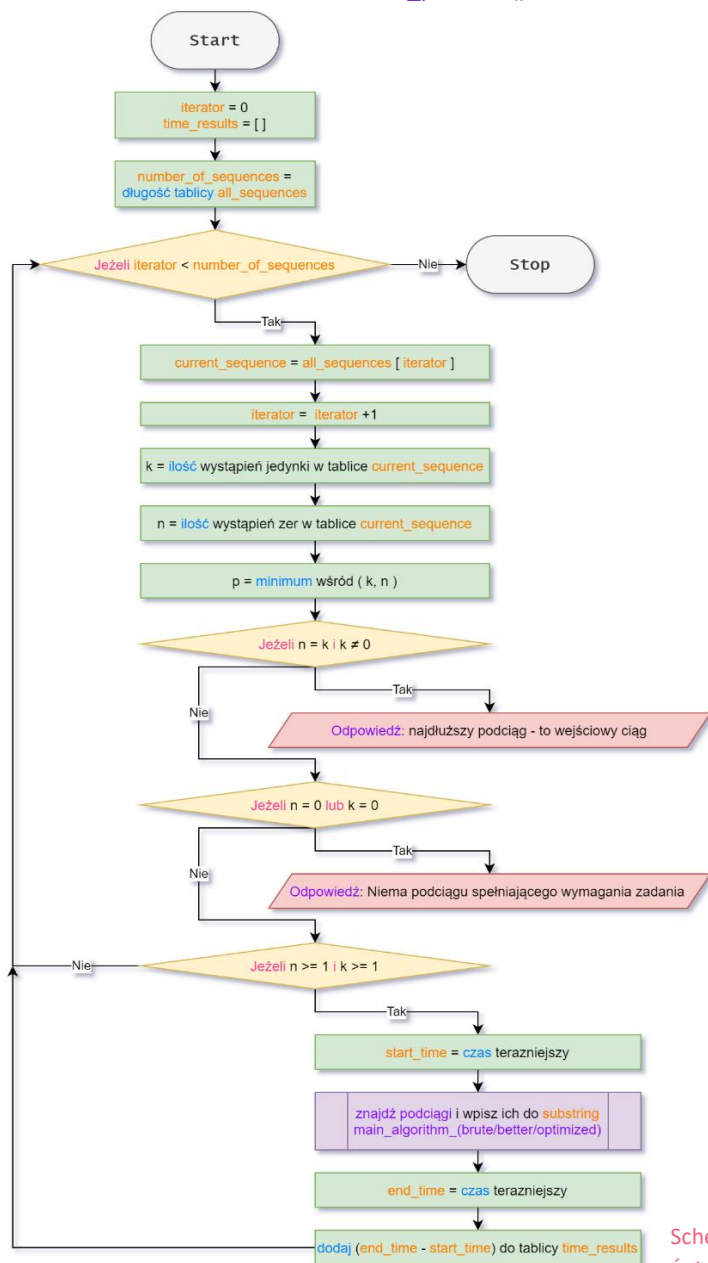 Start
iterator = 0
time_results = [ ]
number_of_sequences =
długość tablicy all_sequences
Jeżeli iterator < number_of_sequences
Nie
Stop
Tak
current_sequence = all_sequences [ iterator ]
iterator = iterator +1
k = ilość wystąpień jedynki w tablice current_sequence
n = ilość wystąpień zer w tablice current_sequence
p = minimum wśród ( k, n )
Jeżeli n = k i k ≠ 0
Tak
Nie
Odpowiedź: najdłuższy podciąg - to wejściowy ciąg
Jeżeli n = 0 lub k = 0
Tak
Nie
Odpowiedź: Niema podciągu spełniającego wymagania zadania
Nie
Jeżeli n >= 1 i k >= 1
Tak
start_time = czas terazniejszy
znajdź podciągi i wpisz ich do substring
main_algorithm_(brute/better/optimized)
end_time = czas terazniejszy
dodaj (end_time - start_time) do tablicy time_results